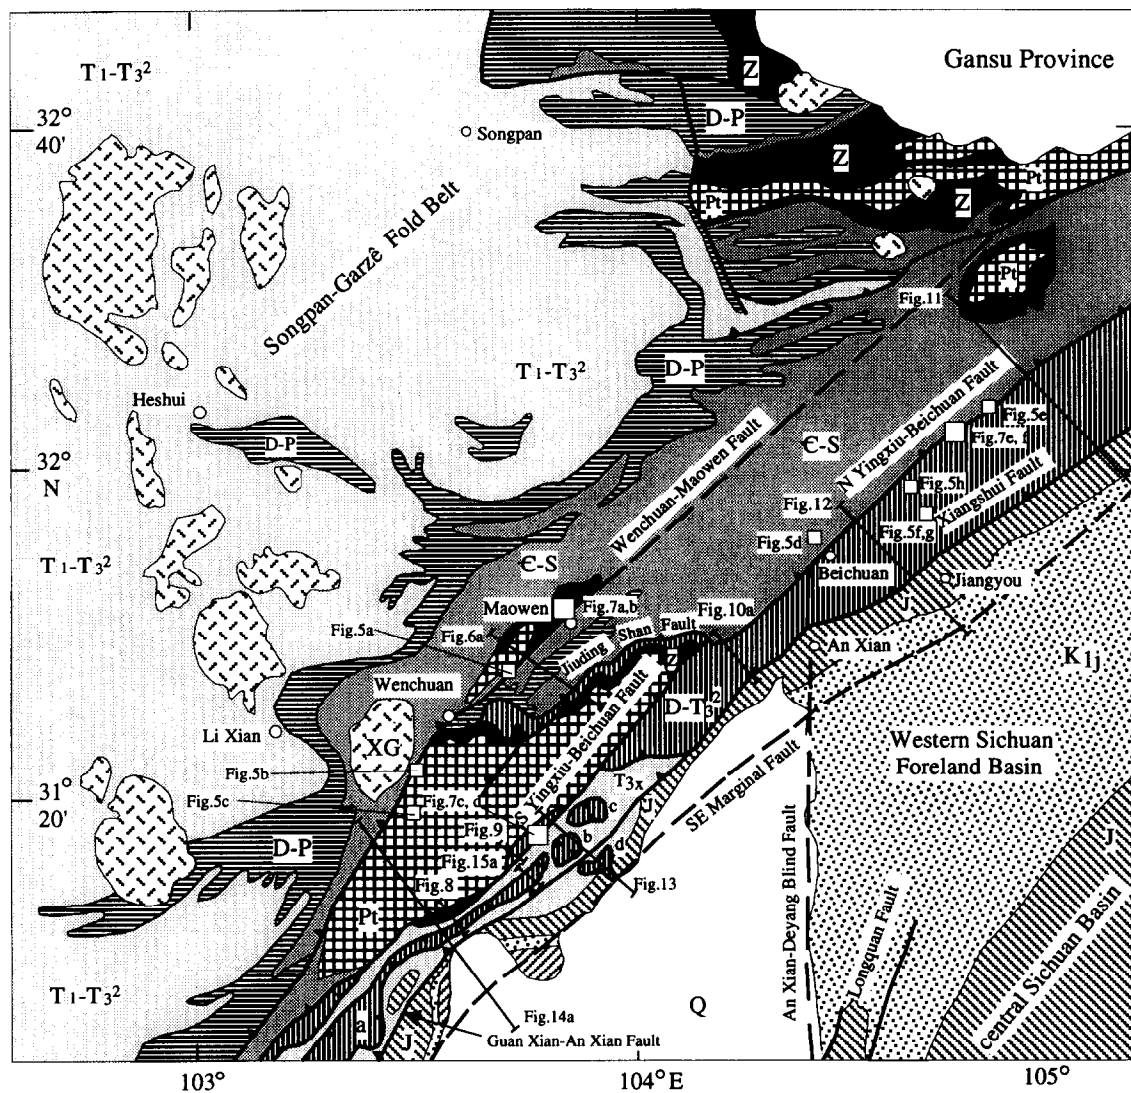 T1-T3²
Z
Gansu Province
32°
40'
Songpan
D-P
Z
Pt
Z
Pt
Songpan-Garzê Fold Belt
Pt
Fig.11
T1-T3²
D-P
Heshui
D-P
Wenchuan-Maowen Fault
N Yingxiu-Beichuan Fault
Fig.5e
Fig.7e, f
Є-S
32°
N
Fig.5h
Xiangshui Fault
Fig.12
Fig.5f,g
Fig.5d
T1-T3²
Є-S
Beichuan
Jiangyou
J
Maowen
Fig.7a,b
Fig.10a
Fig.5a
Fig.6a
Jiuding Shan Fault
An Xian
Z
K1j
Wenchuan
D-T3²
Li Xian
XG
S Yingxiu-Beichuan Fault
Western Sichuan
Foreland Basin
Fig.5b
T3x
SE Marginal Fault
31°
20'
Fig.5c
Fig.7c, d
J
c
Fig.9
b
d
J
D-P
Fig.15a
Fig.8
Fig.13
An Xian-Deyang Blind Fault
Longquan Fault
central Sichuan Basin
Pt
T1-T3²
Q
Fig.14a
a
J
Guan Xian-An Xian Fault
103°
104°E
105°